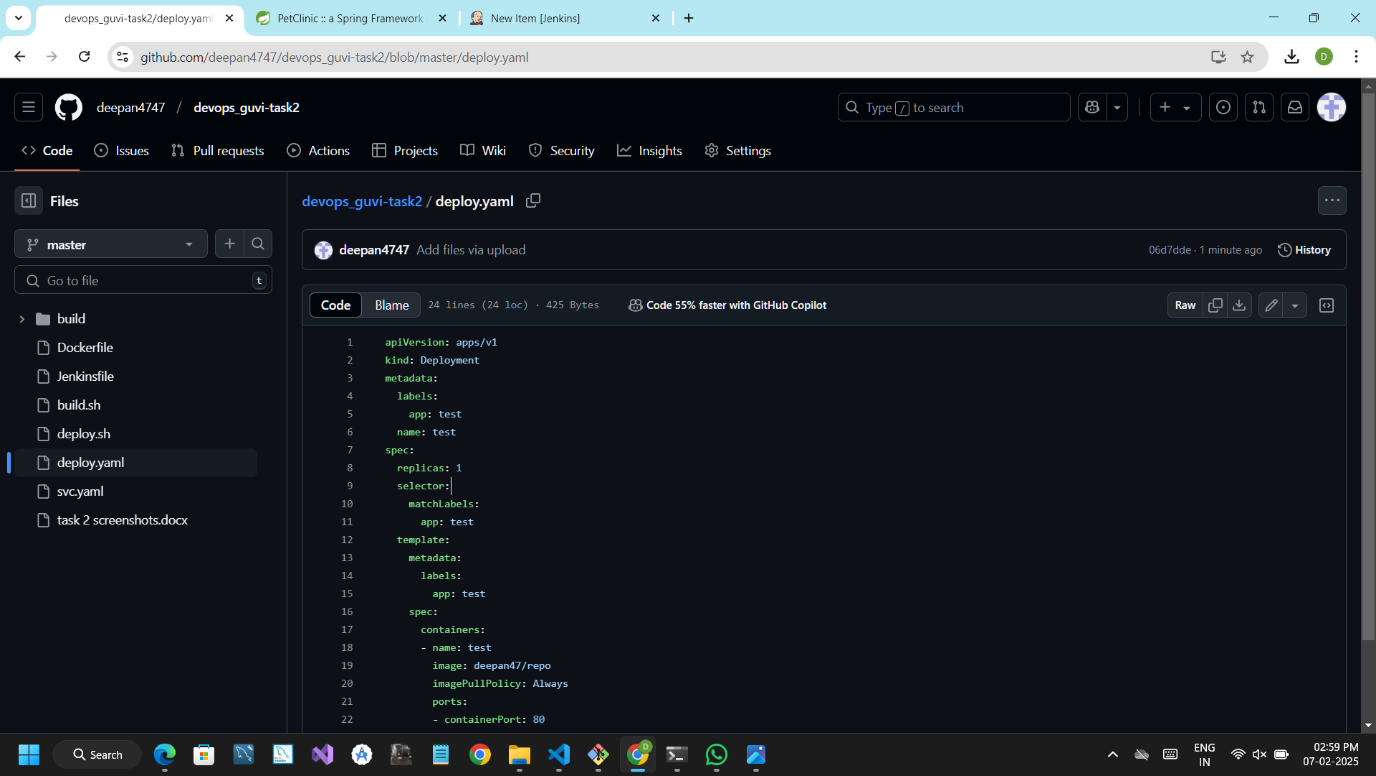 devops_guvi-task2/deploy.yaml
PetClinic :: a Spring Framework
New Item [Jenkins]
github.com/deepan4747/devops_guvi-task2/blob/master/deploy.yaml
D
deepan4747 / devops_guvi-task2
Type / to search
Code
Issues
Pull requests
Actions
Projects
Wiki
Security
Insights
Settings
Files
master
Go to file
t
build
Dockerfile
Jenkinsfile
build.sh
deploy.sh
deploy.yaml
svc.yaml
task 2 screenshots.docx
devops_guvi-task2 / deploy.yaml
deepan4747 Add files via upload
06d7dde · 1 minute ago
History
Code
Blame
24 lines (24 loc) · 425 Bytes
Code 55% faster with GitHub Copilot
Raw
1 apiVersion: apps/v1
2 kind: Deployment
3 metadata:
4 labels:
5 app: test
6 name: test
7 spec:
8 replicas: 1
9 selector:
10 matchLabels:
11 app: test
12 template:
13 metadata:
14 labels:
15 app: test
16 spec:
17 containers:
18 - name: test
19 image: deepan47/repo
20 imagePullPolicy: Always
21 ports:
22 - containerPort: 80
Search
D
ENG
IN
02:59 PM
07-02-2025